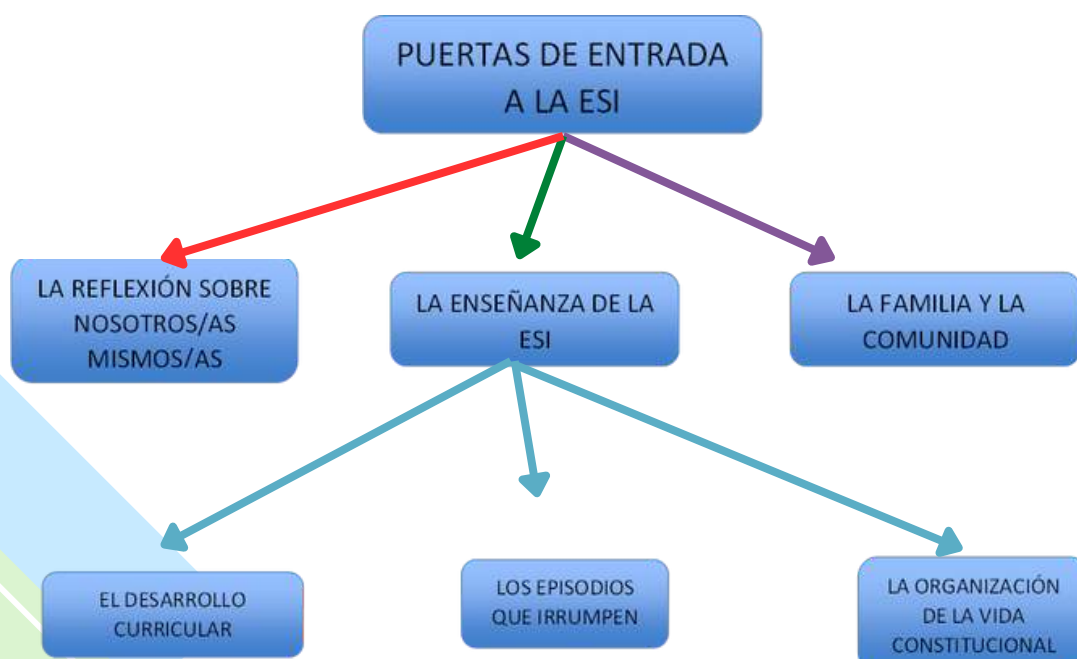 PUERTAS DE ENTRADA
A LA ESI
LA REFLEXIÓN SOBRE
NOSOTROS/AS
MISMOS/AS
LA ENSEÑANZA DE LA
ESI
LA FAMILIA Y LA
COMUNIDAD
EL DESARROLLO
CURRICULAR
LOS EPISODIOS
QUE IRRUMPEN
LA ORGANIZACIÓN
DE LA VIDA
CONSTITUCIONAL